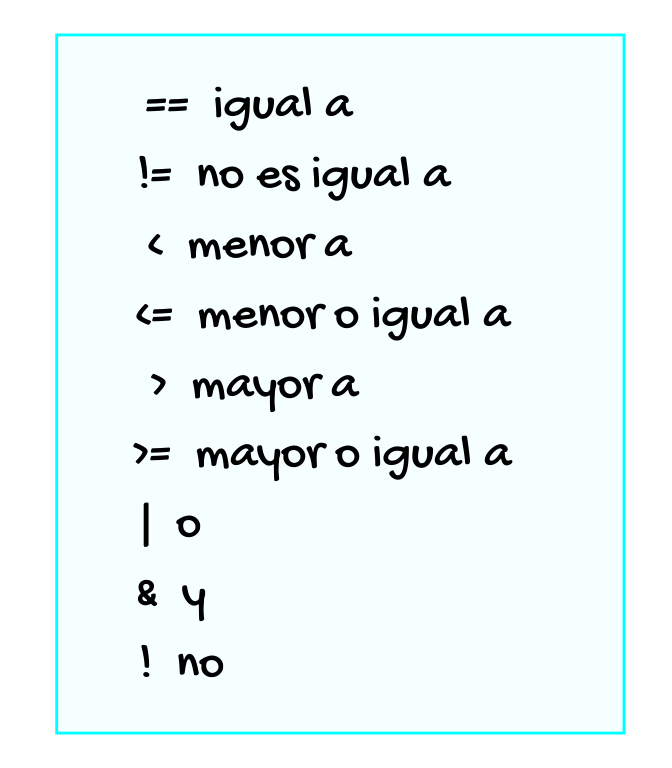 == igual a
!= no es igual a
< menor a
<= menor o igual a
> mayor a
>= mayor o igual a
| o
& y
! no